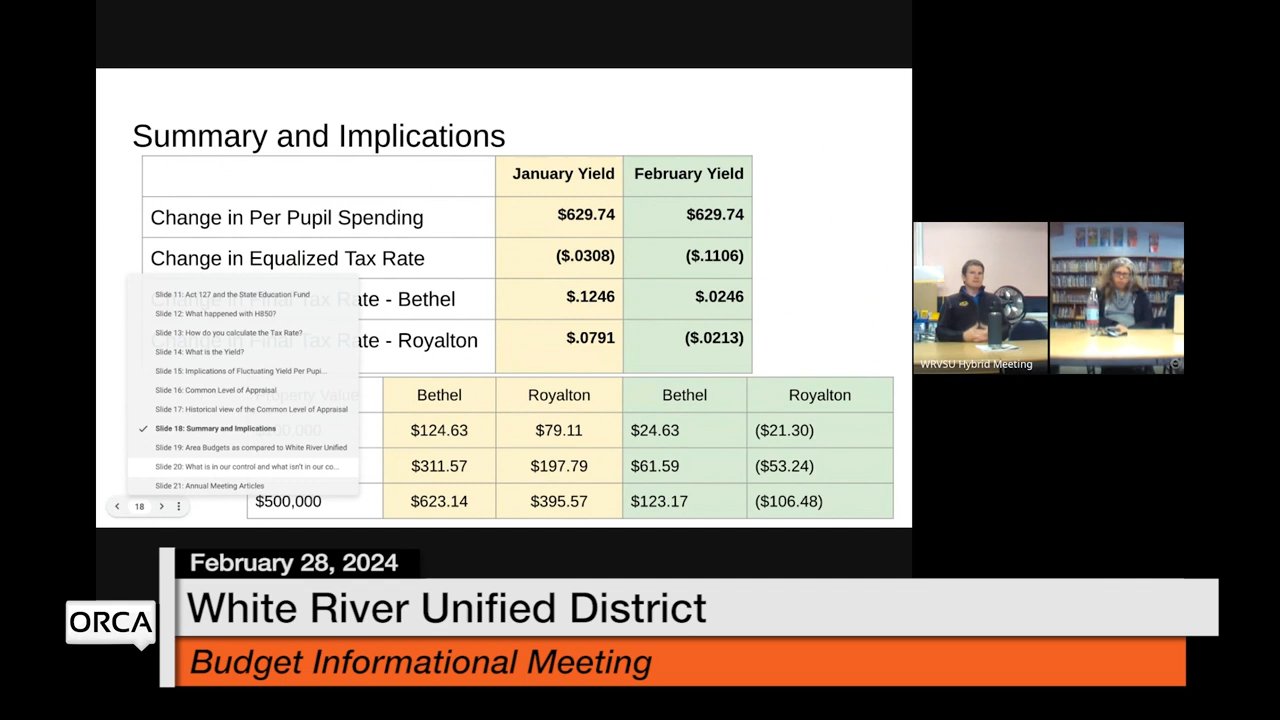 Summary and Implications
January Yield February Yield
Change in Per Pupil Spending $629.74 $629.74
Change in Equalized Tax Rate ($.0308) ($.1106)
Change in Final Tax Rate - Bethel $.1246 $.0246
Change in Final Tax Rate - Royalton $.0791 ($.0213)
Property Value Bethel Royalton Bethel Royalton
$124.63 $79.11 $24.63 ($21.30)
$311.57 $197.79 $61.59 ($53.24)
$500,000 $623.14 $395.57 $123.17 ($106.48)
Slide 11: Act 127 and the State Education Fund
Slide 12: What happened with H850?
Slide 13: How do you calculate the Tax Rate?
Slide 14: What is the Yield?
Slide 15: Implications of Fluctuating Yield Per Pupi...
Slide 16: Common Level of Appraisal
Slide 17: Historical view of the Common Level of Appraisal
Slide 18: Summary and Implications
Slide 19: Area Budgets as compared to White River Unified
Slide 20: What is in our control and what isn't in our co...
Slide 21: Annual Meeting Articles
18
WRVSU Hybrid Meeting
February 28, 2024
ORCA
White River Unified District
Budget Informational Meeting